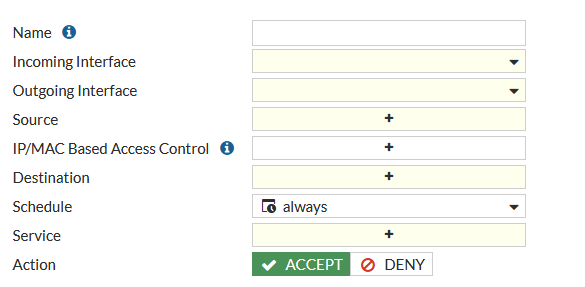 Name
Incoming Interface
Outgoing Interface
Source +
IP/MAC Based Access Control +
Destination +
Schedule always
Service +
Action ACCEPT DENY